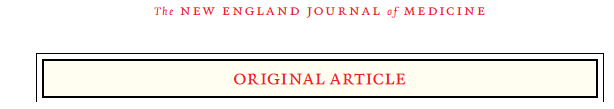 The NEW ENGLAND JOURNAL of MEDICINE
ORIGINAL ARTICLE